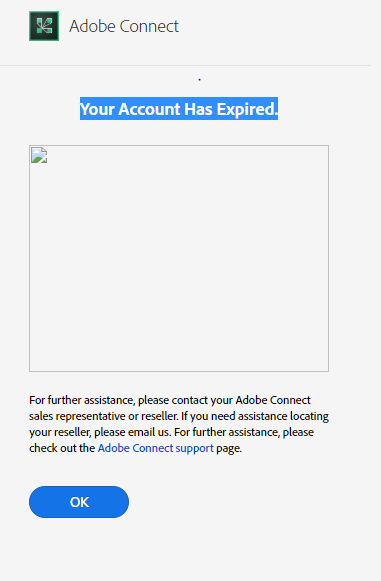 Adobe Connect
.
Your Account Has Expired.
For further assistance, please contact your Adobe Connect
sales representative or reseller. If you need assistance locating
your reseller, please email us. For further assistance, please
check out the Adobe Connect support page.
OK